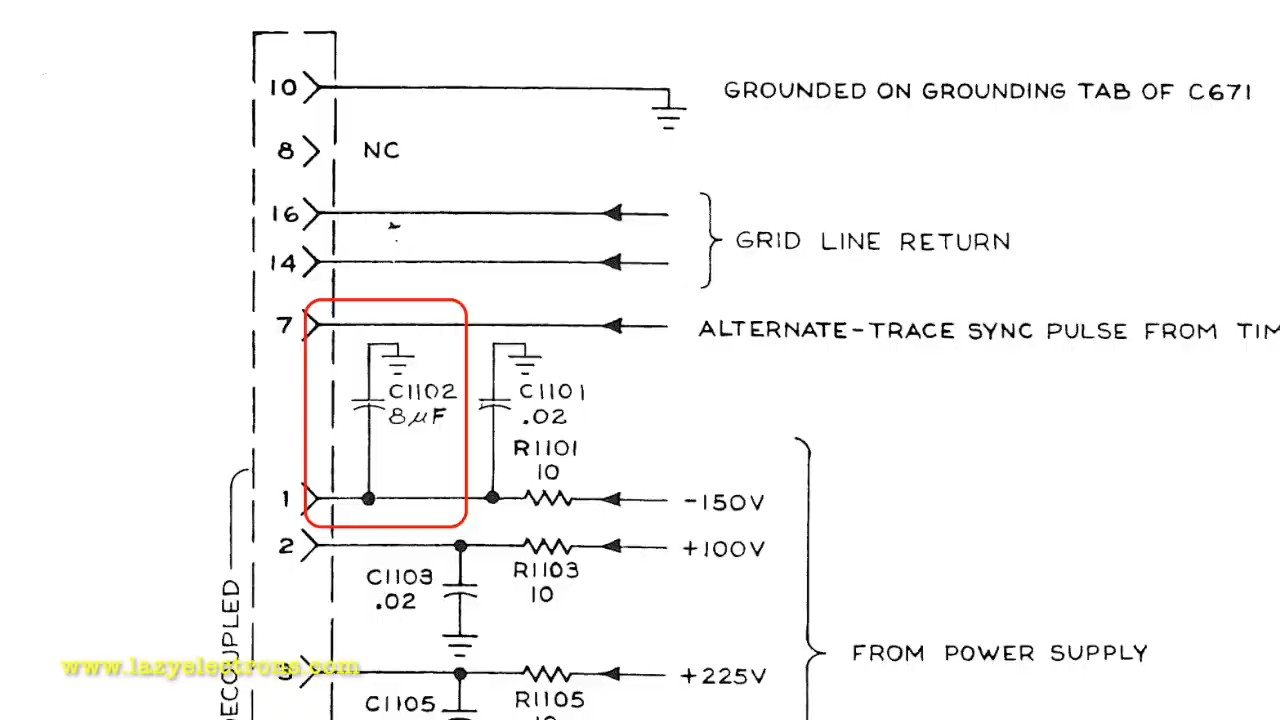 10
GROUNDED ON GROUNDING TAB OF C671
8
NC
16
14
GRID LINE RETURN
7
ALTERNATE-TRACE SYNC PULSE FROM
C1102
8µF
C1101
.02
R1101
10
1
-150V
2
+100V
C1103
.02
R1103
10
DECOUPLED
FROM POWER SUPPLY
www.lazyelectrons.com
+225V
C1105
R1105
10